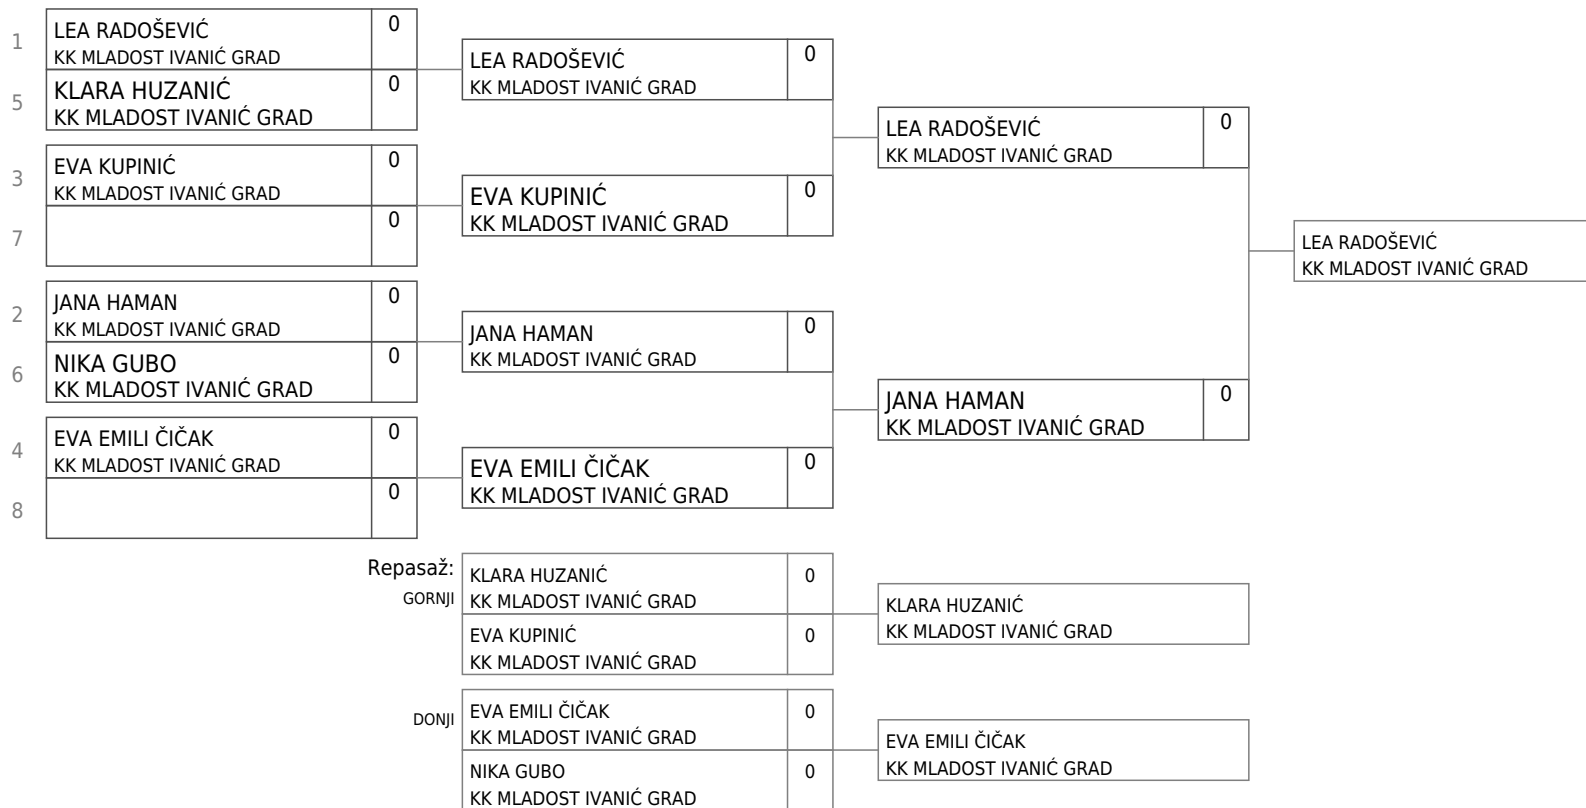 1
LEA RADOŠEVIĆ 0
KK MLADOST IVANIĆ GRAD
5
KLARA HUZANIĆ 0
KK MLADOST IVANIĆ GRAD
3
EVA KUPINIĆ 0
KK MLADOST IVANIĆ GRAD
7
0
2
JANA HAMAN 0
KK MLADOST IVANIĆ GRAD
6
NIKA GUBO 0
KK MLADOST IVANIĆ GRAD
4
EVA EMILI ČIČAK 0
KK MLADOST IVANIĆ GRAD
8
0
LEA RADOŠEVIĆ 0
KK MLADOST IVANIĆ GRAD
EVA KUPINIĆ 0
KK MLADOST IVANIĆ GRAD
JANA HAMAN 0
KK MLADOST IVANIĆ GRAD
EVA EMILI ČIČAK 0
KK MLADOST IVANIĆ GRAD
LEA RADOŠEVIĆ 0
KK MLADOST IVANIĆ GRAD
JANA HAMAN 0
KK MLADOST IVANIĆ GRAD
LEA RADOŠEVIĆ
KK MLADOST IVANIĆ GRAD
Repasaž:
GORNJI
KLARA HUZANIĆ 0
KK MLADOST IVANIĆ GRAD
EVA KUPINIĆ 0
KK MLADOST IVANIĆ GRAD
KLARA HUZANIĆ
KK MLADOST IVANIĆ GRAD
DONJI
EVA EMILI ČIČAK 0
KK MLADOST IVANIĆ GRAD
NIKA GUBO 0
KK MLADOST IVANIĆ GRAD
EVA EMILI ČIČAK
KK MLADOST IVANIĆ GRAD